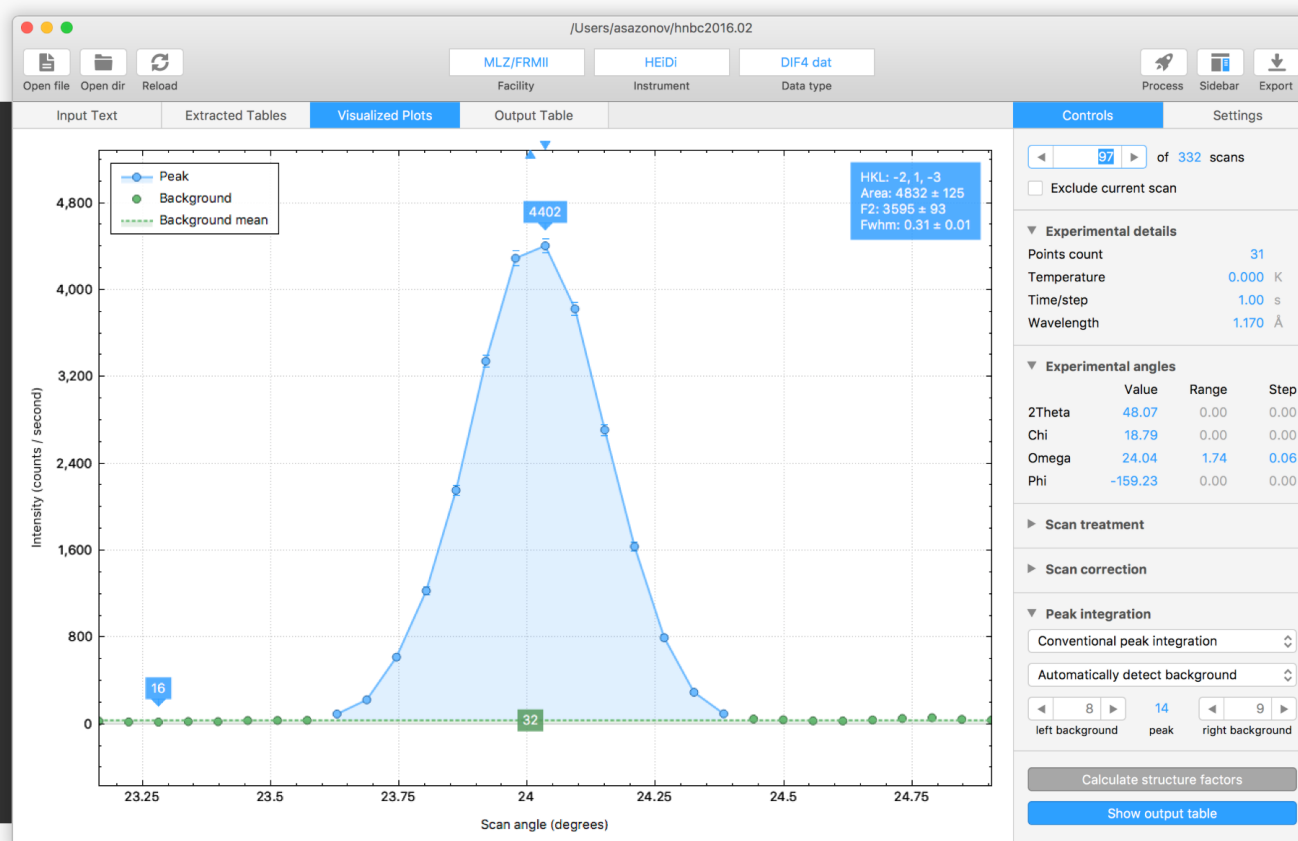 /Users/asazonov/hnbc2016.02
MLZ/FRMII HEiDi DIF4 dat
Open file Open dir Reload Facility Instrument Data type Process Sidebar Export
Input Text Extracted Tables Visualized Plots Output Table Controls Settings
97 of 332 scans
Exclude current scan
Peak
Background
Background mean
HKL: -2, 1, -3
Area: 4832 ± 125
F2: 3595 ± 93
Fwhm: 0.31 ± 0.01
4402
16
32
4,800
4,000
3,200
2,400
1,600
800
0
Intensity (counts / second)
23.25 23.5 23.75 24 24.25 24.5 24.75
Scan angle (degrees)
Experimental details
Points count 31
Temperature 0.000 K
Time/step 1.00 s
Wavelength 1.170 Å
Experimental angles
Value Range Step
2Theta 48.07 0.00 0.00
Chi 18.79 0.00 0.00
Omega 24.04 1.74 0.06
Phi -159.23 0.00 0.00
Scan treatment
Scan correction
Peak integration
Conventional peak integration
Automatically detect background
8 14 9
left background peak right background
Calculate structure factors
Show output table